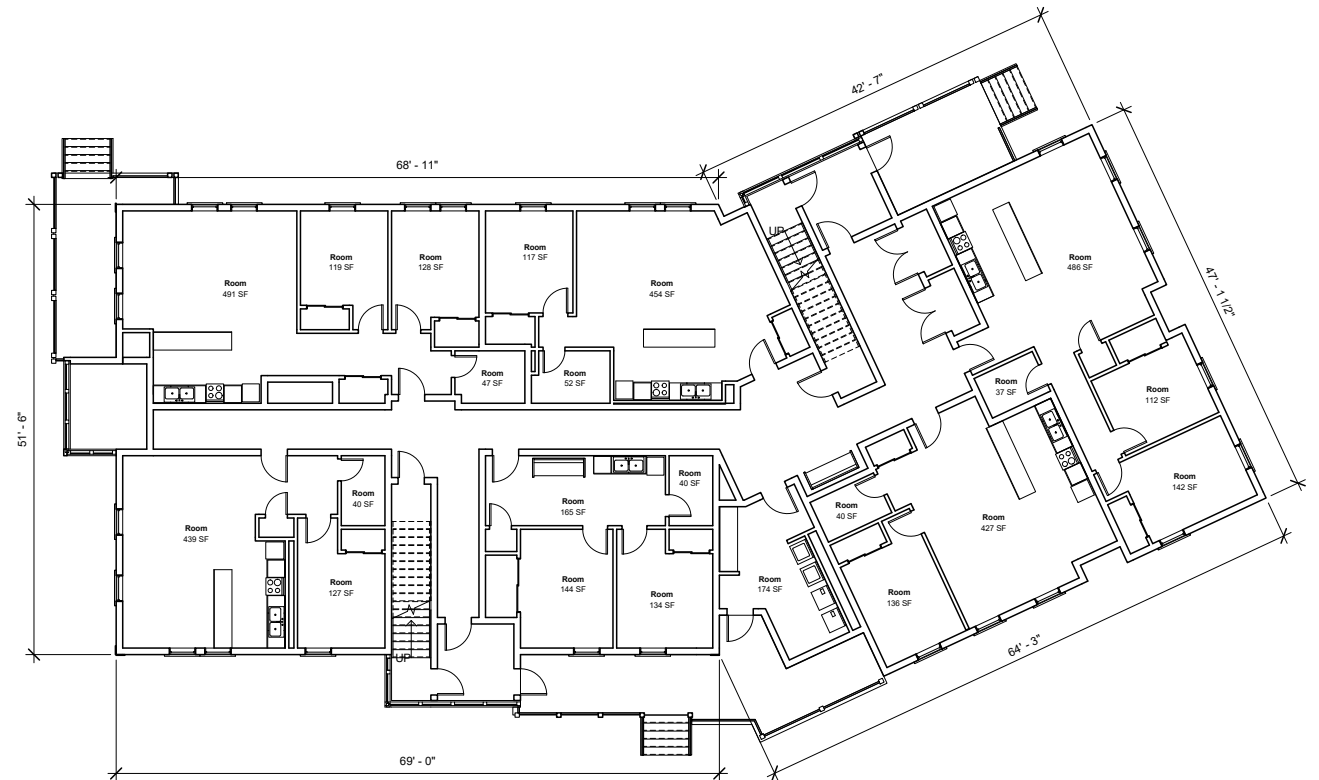 42' - 7"
68' - 11"
UP
Room
117 SF
Room
119 SF
Room
128 SF
Room
486 SF
Room
491 SF
Room
454 SF
47' - 1 1/2"
Room
47 SF
Room
52 SF
Room
37 SF
Room
112 SF
51' - 6"
Room
40 SF
Room
40 SF
Room
165 SF
Room
40 SF
Room
142 SF
Room
439 SF
Room
427 SF
Room
127 SF
Room
144 SF
Room
134 SF
Room
174 SF
Room
136 SF
UP
64' - 3"
69' - 0"